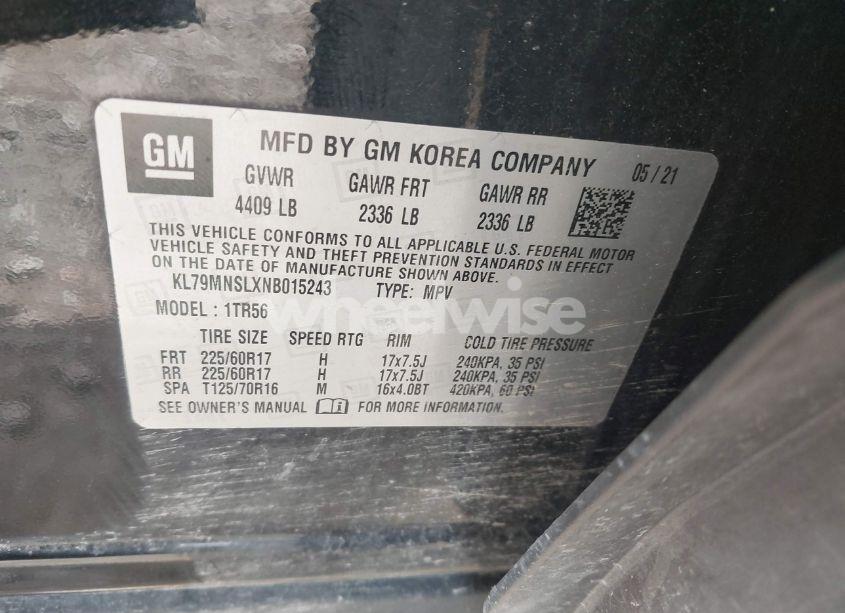 GM
MFD BY GM KOREA COMPANY 05 / 21
GVWR GAWR FRT GAWR RR
4409 LB 2336 LB 2336 LB
THIS VEHICLE CONFORMS TO ALL APPLICABLE U.S. FEDERAL MOTOR
VEHICLE SAFETY AND THEFT PREVENTION STANDARDS IN EFFECT
ON THE DATE OF MANUFACTURE SHOWN ABOVE.
KL79MNSLXNB015243 TYPE: MPV
MODEL : 1TR56
wheelwise
TIRE SIZE SPEED RTG RIM COLD TIRE PRESSURE
FRT 225/60R17 H 17x7.5J 240KPA, 35 PSI
RR 225/60R17 H 17x7.5J 240KPA, 35 PSI
SPA T125/70R16 M 16x4.0BT 420KPA, 60 PSI
SEE OWNER'S MANUAL FOR MORE INFORMATION.